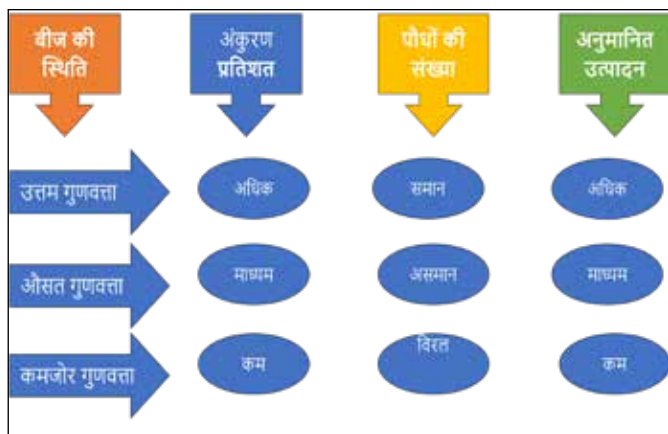 बीज की
स्थिति
अंकुरण
प्रतिशत
पौधों की
संख्या
अनुमानित
उत्पादन
उत्तम गुणवत्ता
अधिक
समान
अधिक
औसत गुणवत्ता
माध्यम
असमान
माध्यम
कमजोर गुणवत्ता
कम
विरल
कम